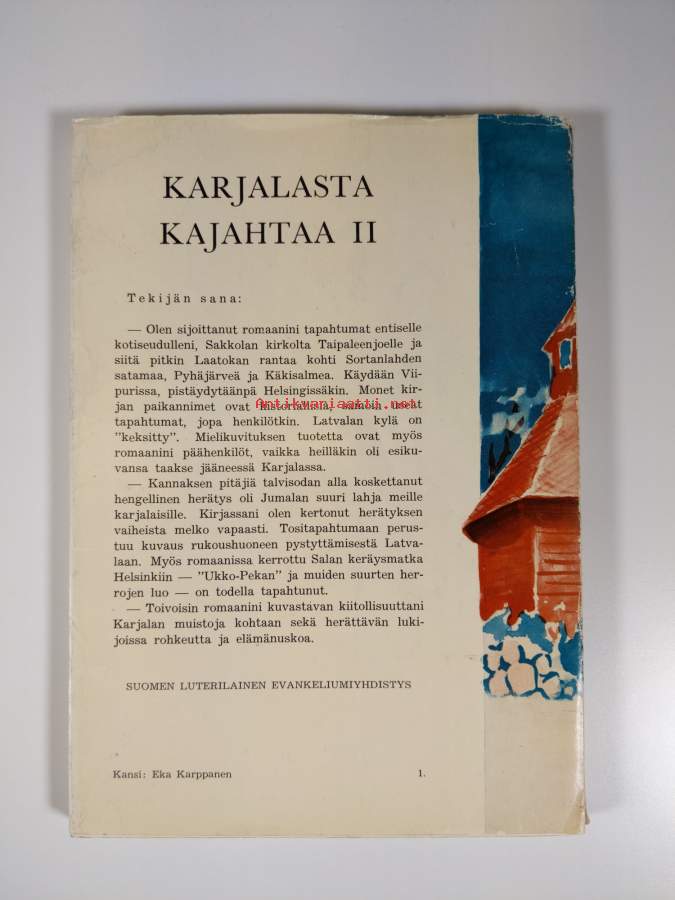 KARJALASTA
KAJAHTAA II
Tekijän sana:
— Olen sijoittanut romaanini tapahtumat entiselle
kotiseudulleni, Sakkolan kirkolta Taipaleenjoelle ja
siitä pitkin Laatokan rantaa kohti Sortanlahden
satamaa, Pyhäjärveä ja Käkisalmea. Käydään Vii-
purissa, pistäydytäänpä Helsingissäkin. Monet kir-
jan paikannimet ovat historiallisia, samoin useat
Antikvariaatti.net
tapahtumat, jopa henkilötkin. Latvalan kylä on
"keksitty". Mielikuvituksen tuotetta ovat myös
romaanini päähenkilöt, vaikka heilläkin oli esiku-
vansa taakse jääneessä Karjalassa.
— Kannaksen pitäjiä talvisodan alla koskettanut
hengellinen herätys oli Jumalan suuri lahja meille
karjalaisille. Kirjassani olen kertonut herätyksen
vaiheista melko vapaasti. Tositapahtumaan perus-
tuu kuvaus rukoushuoneen pystyttämisestä Latva-
laan. Myös romaanissa kerrottu Salan keräysmatka
Helsinkiin — "Ukko-Pekan" ja muiden suurten her-
rojen luo — on todella tapahtunut.
— Toivoisin romaanini kuvastavan kiitollisuuttani
Karjalan muistoja kohtaan sekä herättävän luki-
joissa rohkeutta ja elämänuskoa.
SUOMEN LUTERILAINEN EVANKELIUMIYHDISTYS
Kansi: Eka Karppanen 1.